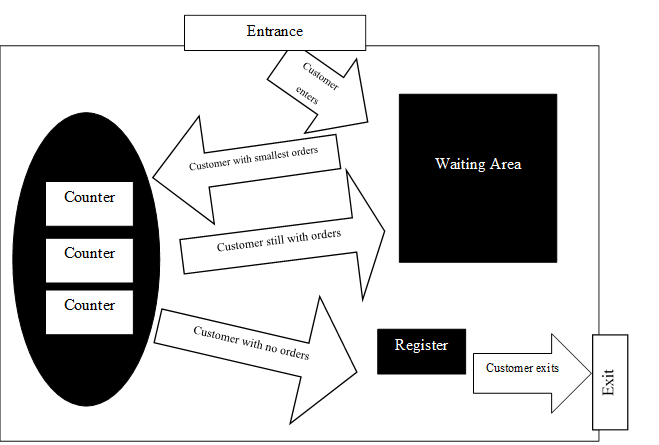 Entrance
Customer
enters
Waiting Area
Customer with smallest orders
Counter
Customer still with orders
Counter
Counter
Customer with no orders
Register
Customer exits
Exit